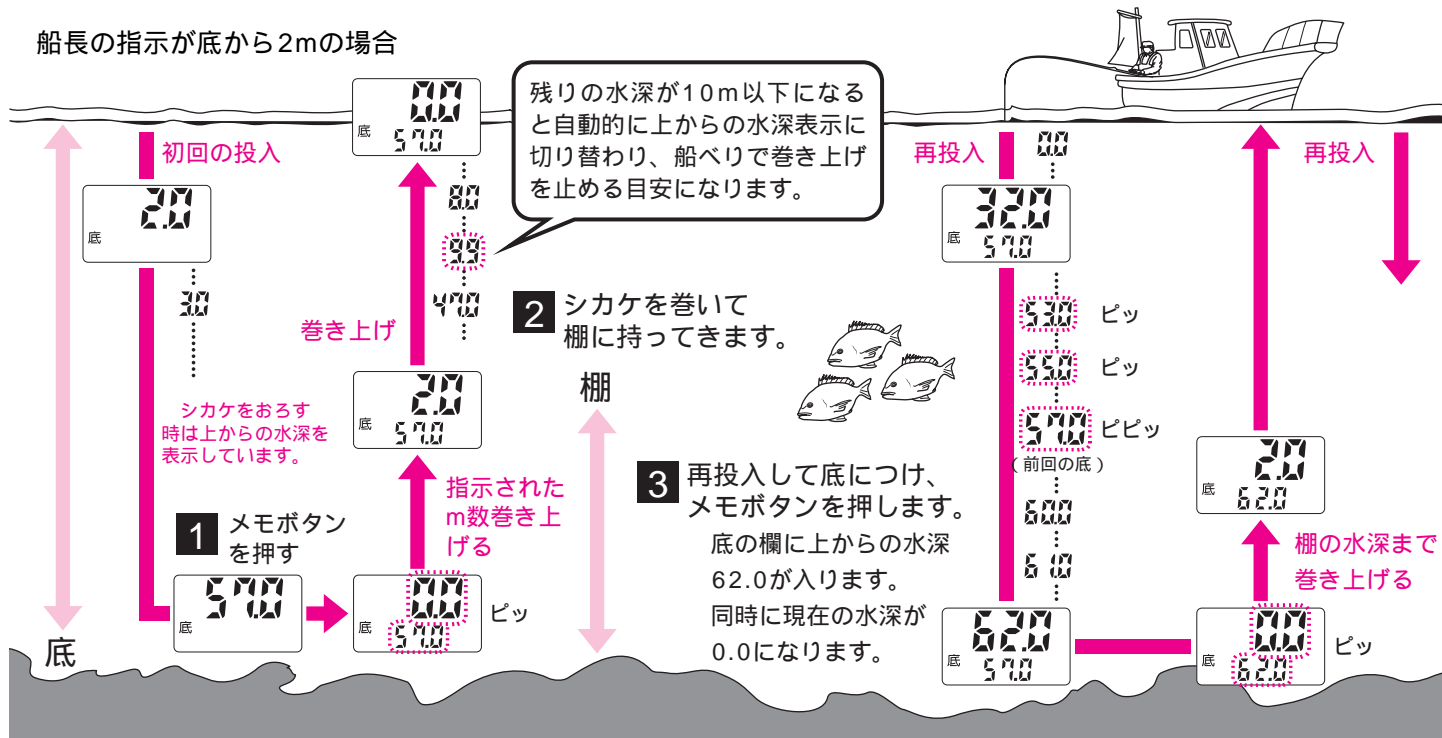 船長の指示が底から2mの場合
初回の投入
2.0
底
3.0
シカケをおろす
時は上からの水深を
表示しています。
1 メモボタン
を押す
57.0
底
0.0
底 57.0
ピッ
指示された
m数巻き上
げる
2.0
底 57.0
巻き上げ
47.0
9.9
8.0
0.0
底 57.0
残りの水深が10m以下になる
と自動的に上からの水深表示に
切り替わり、船べりで巻き上げ
を止める目安になります。
底
2 シカケを巻いて
棚に持ってきます。
棚
3 再投入して底につけ、
メモボタンを押します。
底の欄に上からの水深
62.0が入ります。
同時に現在の水深が
0.0になります。
再投入
0.0
32.0
底 57.0
53.0 ピッ
55.0 ピッ
57.0 ピピッ
(前回の底)
60.0
61.0
62.0
底 57.0
0.0
底 62.0
ピッ
棚の水深まで
巻き上げる
2.0
底 62.0
再投入